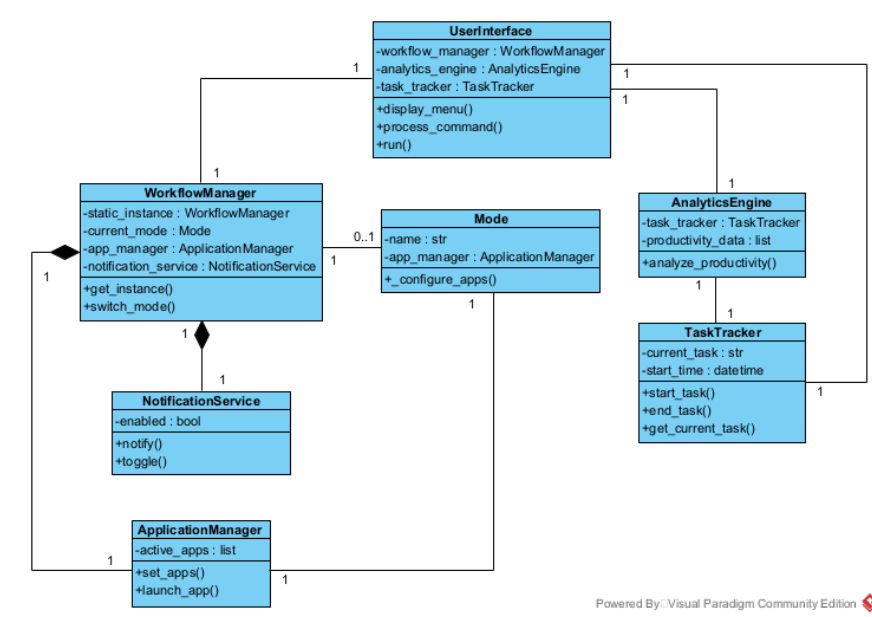 UserInterface
-workflow_manager : WorkflowManager
-analytics_engine : AnalyticsEngine
-task_tracker : TaskTracker
+display_menu()
+process_command()
+run()
1
1
1
1
WorkflowManager
-static_instance : WorkflowManager
-current_mode : Mode
-app_manager : ApplicationManager
-notification_service : NotificationService
+get_instance()
+switch_mode()
0..1
1
Mode
-name : str
-app_manager : ApplicationManager
+_configure_apps()
1
1
AnalyticsEngine
-task_tracker : TaskTracker
-productivity_data : list
+analyze_productivity()
1
1
TaskTracker
-current_task : str
-start_time : datetime
+start_task()
+end_task()
+get_current_task()
1
1
1
1
NotificationService
-enabled : bool
+notify()
+toggle()
ApplicationManager
-active_apps : list
+set_apps()
+launch_app()
1
1
Powered By Visual Paradigm Community Edition